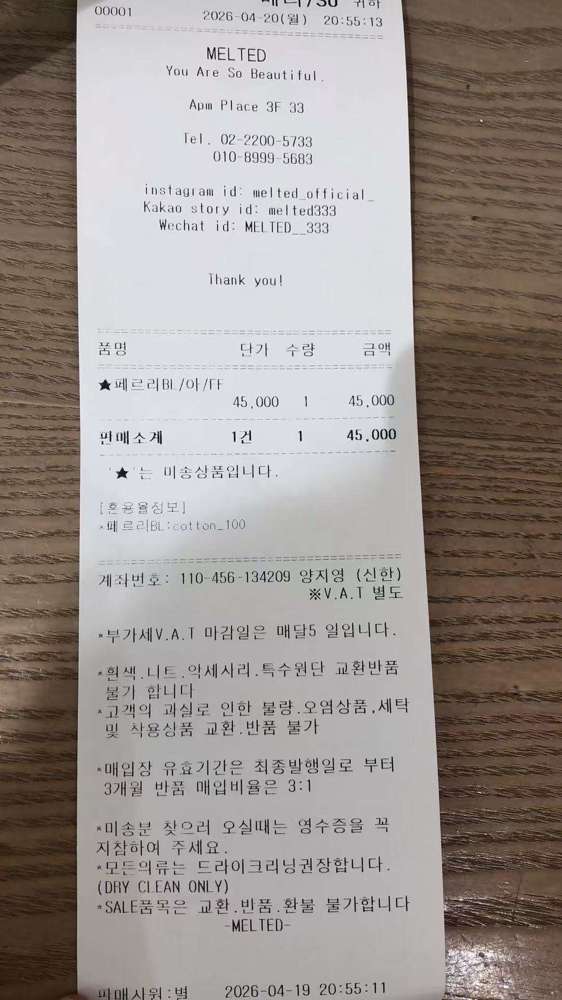 귀하
00001 2026-04-20(월) 20:55:13
MELTED
You Are So Beautiful.
Apm Place 3F 33
Tel. 02-2200-5733
010-8999-5683
instagram id: melted_official_
Kakao story id: melted333
Wechat id: MELTED__333
Thank you!
품명 단가 수량 금액
★페르리BL/아/FF
45,000 1 45,000
판매소계 1건 1 45,000
'★'는 미송상품입니다.
[혼용율정보]
*페르리BL:cotton_100
계좌번호: 110-456-134209 양지영 (신한)
※V.A.T 별도
*부가세V.A.T 마감일은 매달5 일입니다.
*흰색.니트.악세사리.특수원단 교환반품
불가 합니다
*고객의 과실로 인한 불량.오염상품,세탁
및 착용상품 교환.반품 불가
*매입장 유효기간은 최종발행일로 부터
3개월 반품 매입비율은 3:1
*미송분 찾으러 오실때는 영수증을 꼭
지참하여 주세요.
*모든의류는 드라이크리닝권장합니다.
(DRY CLEAN ONLY)
*SALE품목은 교환.반품.환불 불가합니다
-MELTED-
판매사원:별 2026-04-19 20:55:11